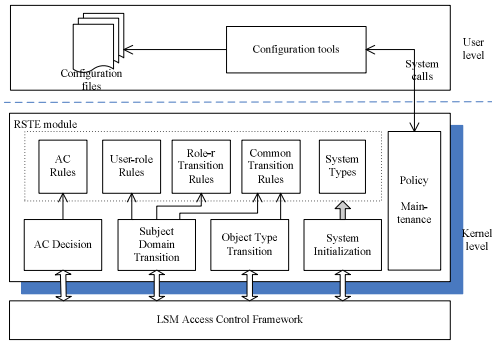 Configuration
files
Configuration tools
System
calls
User
level
RSTE module
AC
Rules
User-role
Rules
Role-r
Transition
Rules
Common
Transition
Rules
System
Types
Policy
Main-
tenance
AC Decision
Subject
Domain
Transition
Object Type
Transition
System
Initialization
Kernel
level
LSM Access Control Framework